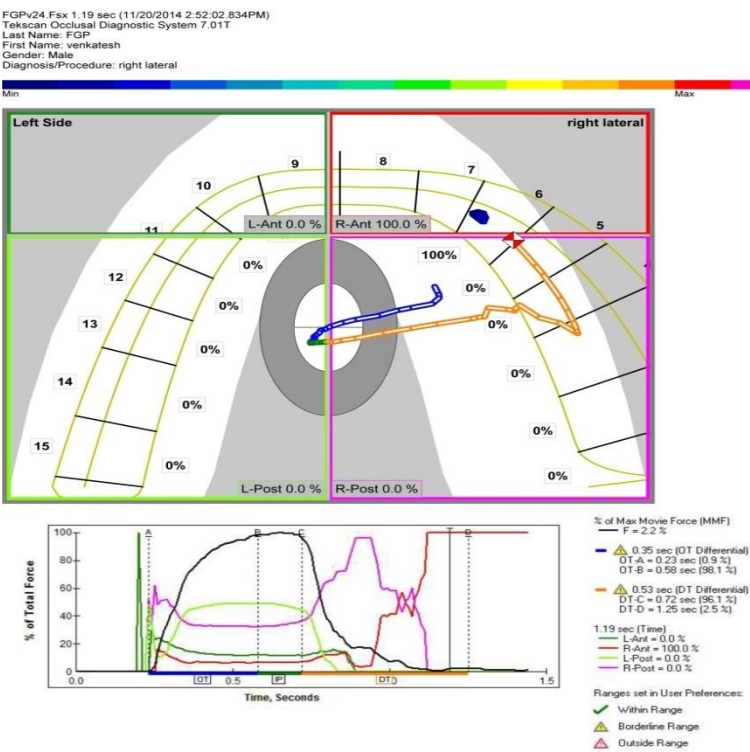 FGPv24.Fsx 1.19 sec (11/20/2014 2:52:02.834PM)
Tekscan Occlusal Diagnostic System 7.01T
Last Name: FGP
First Name: venkatesh
Gender: Male
Diagnosis/Procedure: right lateral
Min Max
Left Side right lateral
9 8
10 7
6
11 5
L-Ant 0.0 % R-Ant 100.0 %
100%
12 0% 0%
13 0% 0%
0%
14 0% 0%
0%
15 0% 0%
L-Post 0.0 % R-Post 0.0 %
% of Total Force
100
80
60
40
20
0
A B C T D
OT IP DT
0.0 0.5 1.5
Time, Seconds
% of Max Movie Force (MMF)
F = 2.2 %
0.35 sec (OT Differential)
OT-A = 0.23 sec (0.9 %)
OT-B = 0.58 sec (98.1 %)
0.53 sec (DT Differential)
DT-C = 0.72 sec (96.1 %)
DT-D = 1.25 sec (2.5 %)
1.19 sec (Time)
L-Ant = 0.0 %
R-Ant = 100.0 %
L-Post = 0.0 %
R-Post = 0.0 %
Ranges set in User Preferences:
Within Range
Borderline Range
Outside Range